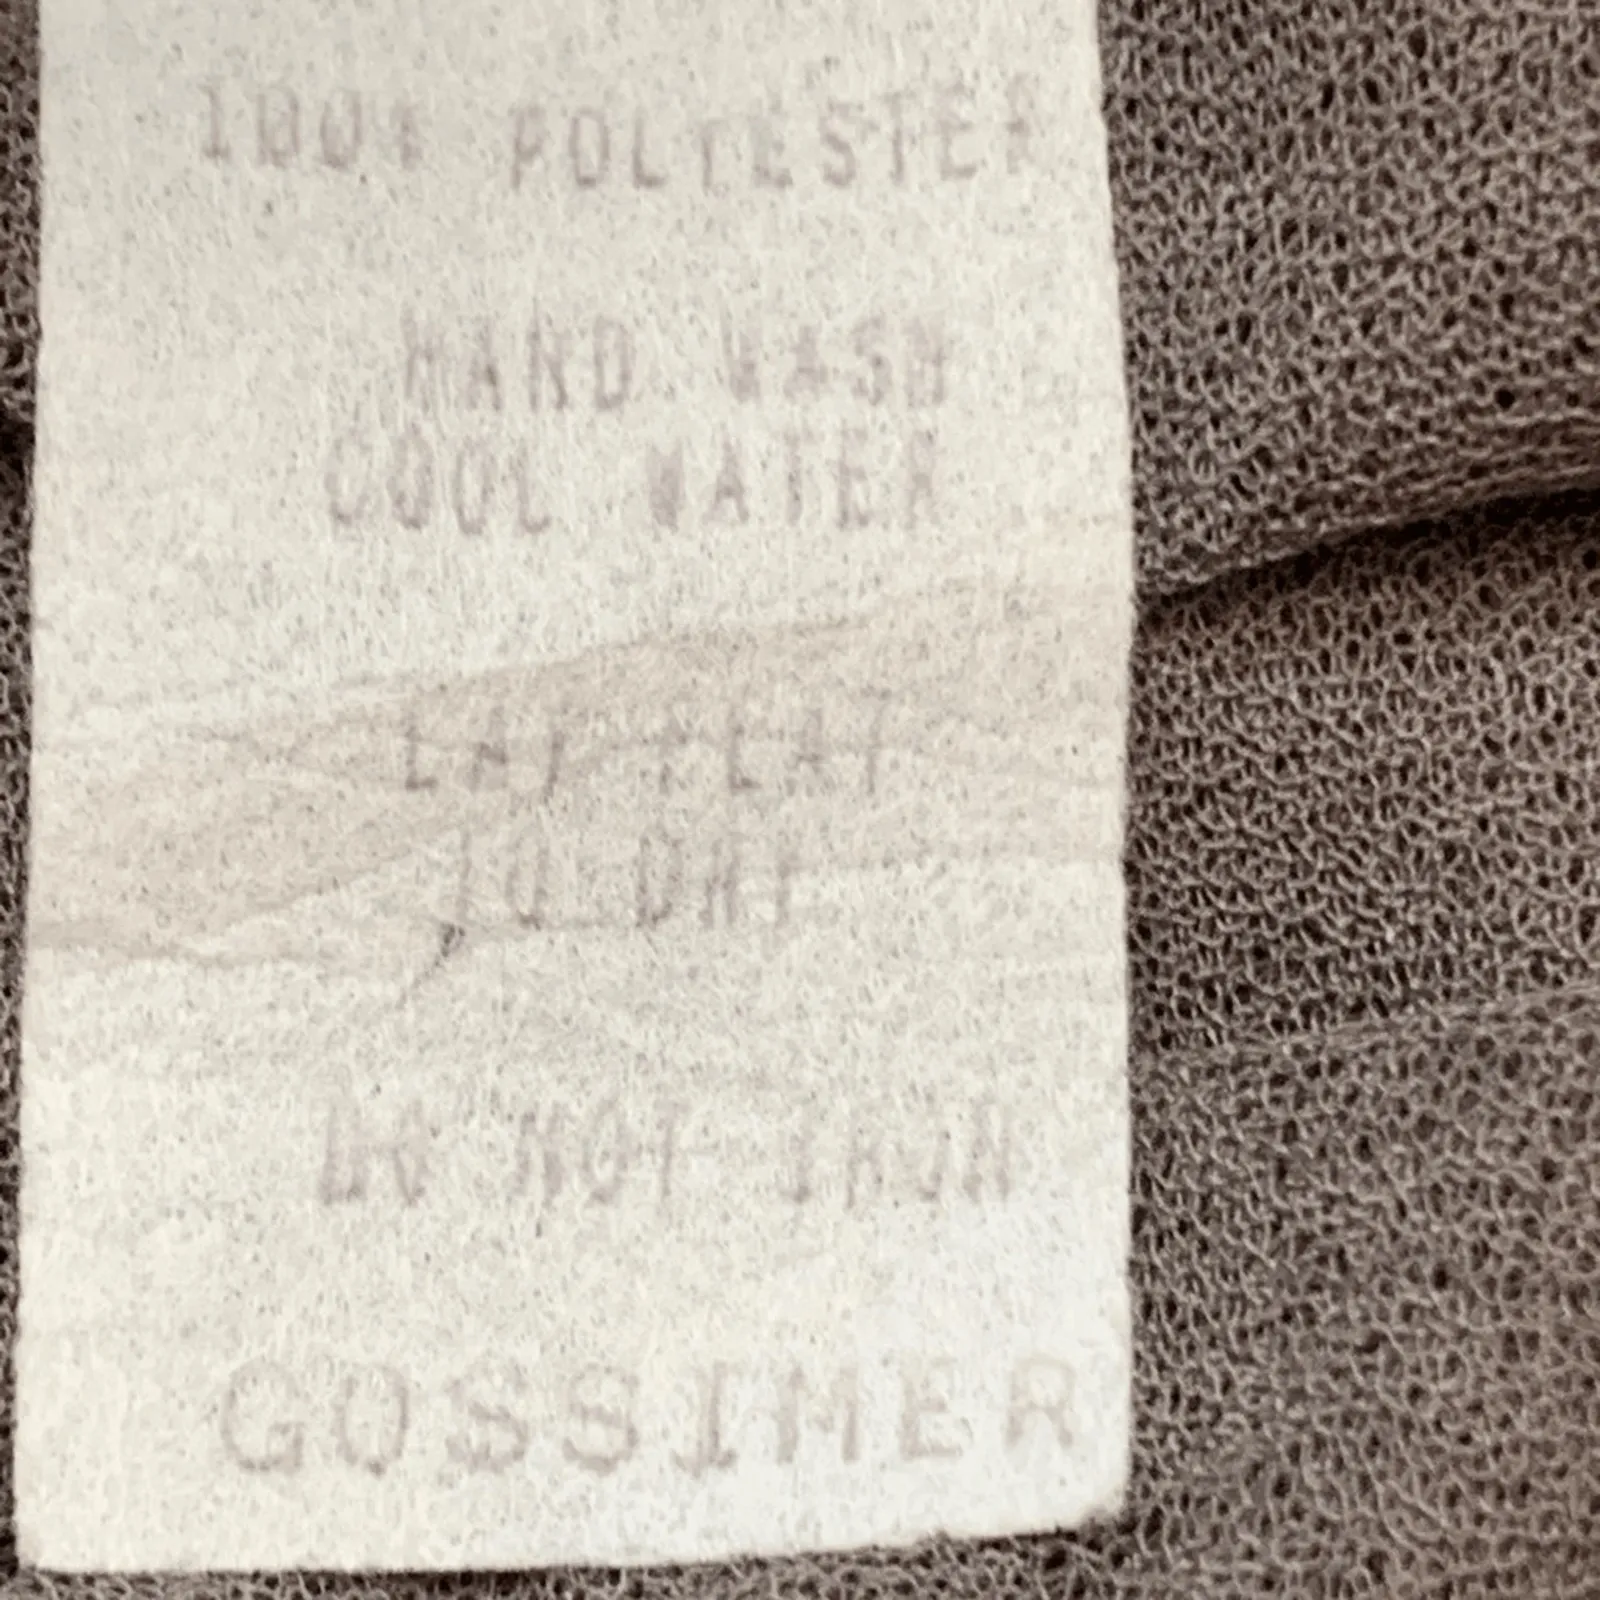 100% POLYESTER
HAND WASH
COOL WATER
LAY FLAT
TO DRY
DO NOT IRON
GOSSIMER